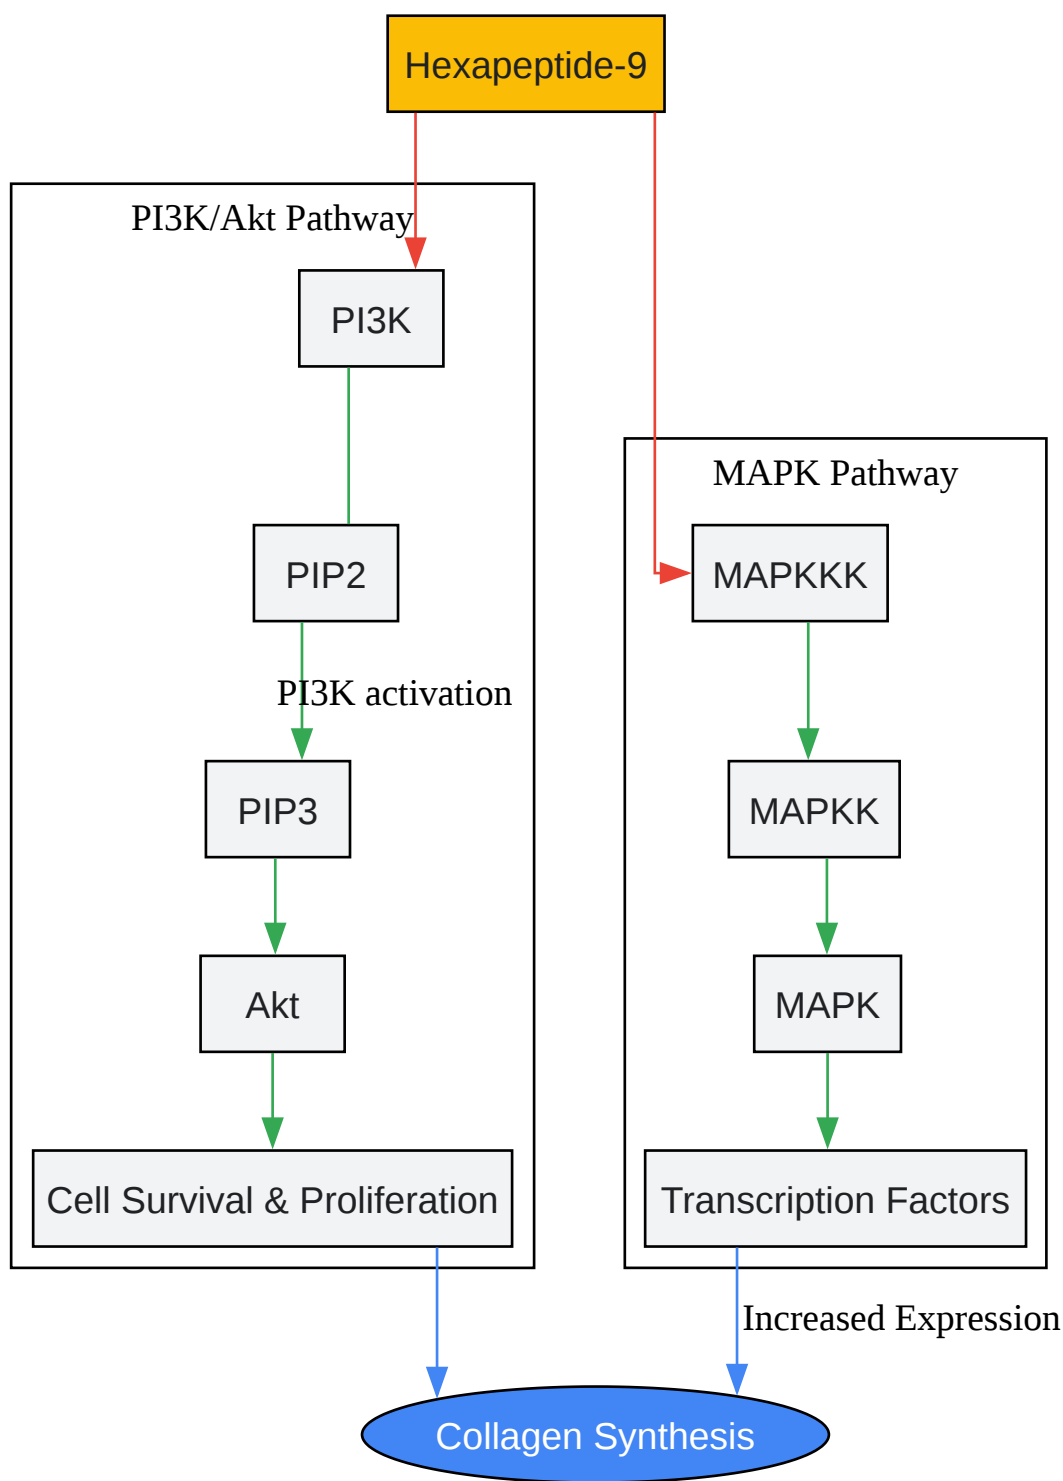 Hexapeptide-9
PI3K/Akt Pathway
PI3K
PIP2
PI3K activation
PIP3
Akt
Cell Survival & Proliferation
MAPK Pathway
MAPKKK
MAPKK
MAPK
Transcription Factors
Increased Expression
Collagen Synthesis